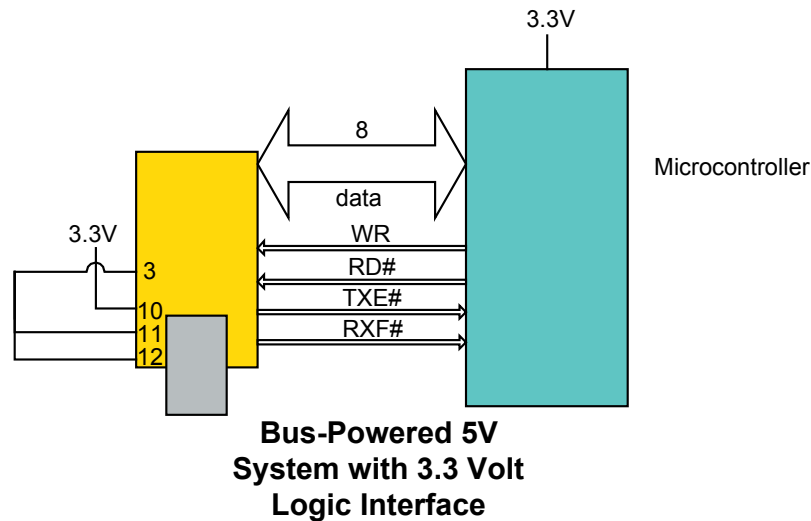 3.3V
8
Microcontroller
data
WR
3.3V
RD#
3
TXE#
10
RXF#
11
12
Bus-Powered 5V
System with 3.3 Volt
Logic Interface